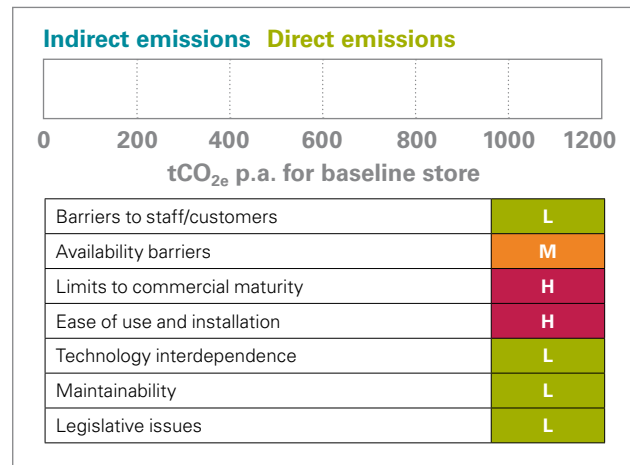 Indirect emissions Direct emissions
0 200 400 600 800 1000 1200
tCO2e p.a. for baseline store
Barriers to staff/customers L
Availability barriers M
Limits to commercial maturity H
Ease of use and installation H
Technology interdependence L
Maintainability L
Legislative issues L